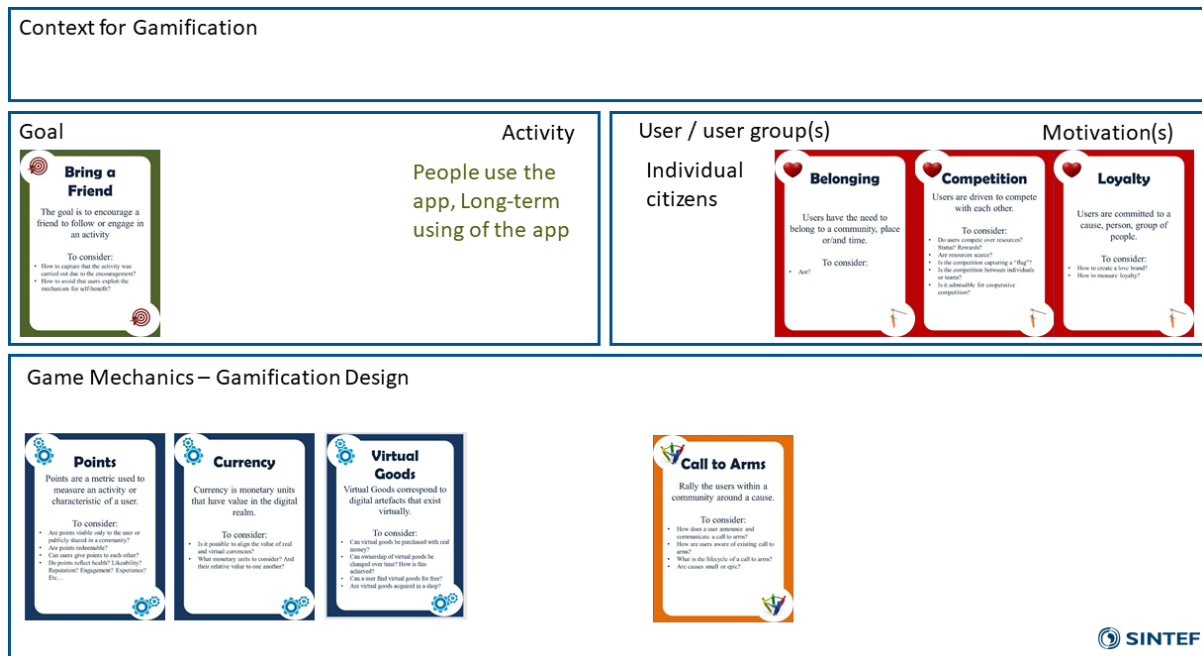 Context for Gamification
Goal
Activity
Bring a
Friend
The goal is to encourage a
friend to follow or engage in
an activity
To consider:
• How to capture that the activity was
carried out due to the encouragement?
• How to avoid that users exploit the
mechanism for self-benefit?
People use the
app, Long-term
using of the app
User / user group(s)
Motivation(s)
Individual
citizens
Belonging
Users have the need to
belong to a community, place
or/and time.
To consider:
• Are?
Competition
Users are driven to compete
with each other.
To consider:
• Do users compete over resources?
Status? Rewards?
• Are resources scarce?
• Is the competition capturing a "flag"?
• Is the competition between individuals
or teams?
• Is it admissible for cooperative
competition?
Loyalty
Users are committed to a
cause, person, group of
people.
To consider:
• How to create a love brand?
• How to measure loyalty?
Game Mechanics – Gamification Design
Points
Points are a metric used to
measure an activity or
characteristic of a user.
To consider:
• Are points visible only to the user or
publicly shared in a community?
• Are points redeemable?
• Can users give points to each other?
• Do points reflect health? Likeability?
Reputation? Engagement? Experience?
Etc...
Currency
Currency is monetary units
that have value in the digital
realm.
To consider:
• Is it possible to align the value of real
and virtual currencies?
• What monetary units to consider? And
their relative value to one another?
Virtual
Goods
Virtual Goods correspond to
digital artefacts that exist
virtually.
To consider:
• Can virtual goods be purchased with real
money?
• Can ownership of virtual goods be
changed over time? How is this
achieved?
• Can a user find virtual goods for free?
• Are virtual goods acquired in a shop?
Call to Arms
Rally the users within a
community around a cause.
To consider:
• How does a user announce and
communicate a call to arms?
• How are users aware of existing call to
arms?
• What is the lifecycle of a call to arms?
• Are causes small or epic?
SINTEF